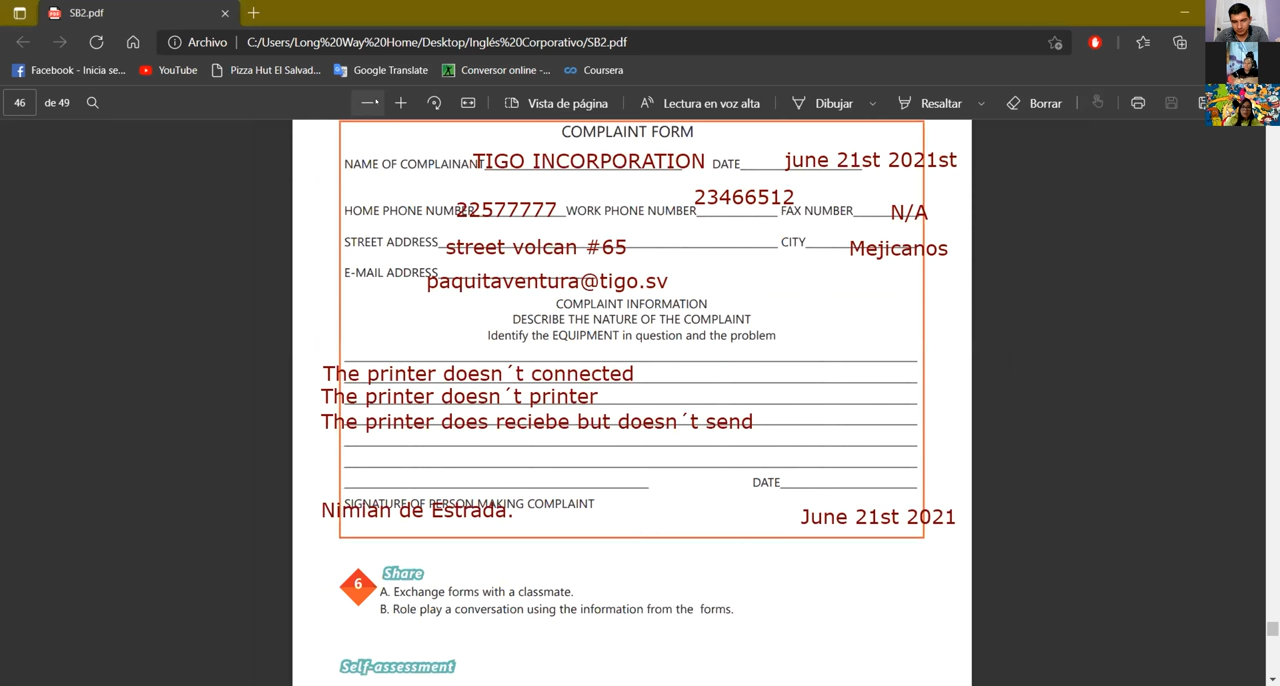 SB2.pdf
Archivo C:/Users/Long%20Way%20Home/Desktop/Inglés%20Corporativo/SB2.pdf
Facebook - Inicia se... YouTube Pizza Hut El Salvad... Google Translate Conversor online -... Coursera
46 de 49 Vista de página Lectura en voz alta Dibujar Resaltar Borrar
COMPLAINT FORM
NAME OF COMPLAINANT TIGO INCORPORATION DATE june 21st 2021st
HOME PHONE NUMBER 22577777 WORK PHONE NUMBER 23466512 FAX NUMBER N/A
STREET ADDRESS street volcan #65 CITY Mejicanos
E-MAIL ADDRESS paquitaventura@tigo.sv
COMPLAINT INFORMATION
DESCRIBE THE NATURE OF THE COMPLAINT
Identify the EQUIPMENT in question and the problem
The printer doesn´t connected
The printer doesn´t printer
The printer does reciebe but doesn´t send
DATE
SIGNATURE OF PERSON MAKING COMPLAINT
Nimian de Estrada. June 21st 2021
6 Share
A. Exchange forms with a classmate.
B. Role play a conversation using the information from the forms.
Self-assessment